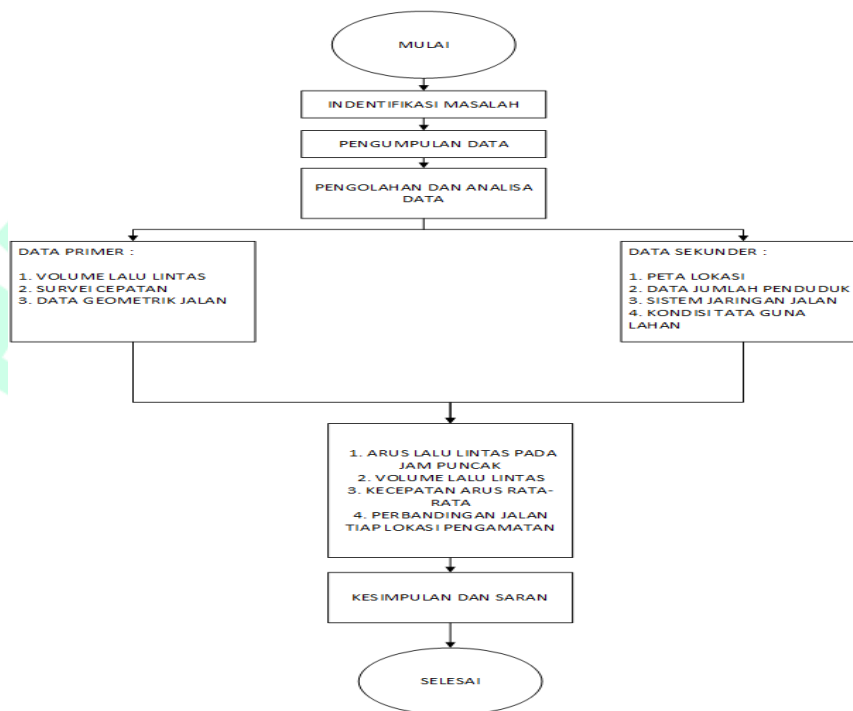 MULAI
INDENTIFIKASI MASALAH
PENGUMPULAN DATA
PENGOLAHAN DAN ANALISA
DATA
DATA PRIMER :
1. VOLUME LALU LINTAS
2. SURVEI CEPATAN
3. DATA GEOMETRIK JALAN
DATA SEKUNDER :
1. PETA LOKASI
2. DATA JUMLAH PENDUDUK
3. SISTEM JARINGAN JALAN
4. KONDISI TATA GUNA
LAHAN
1. ARUS LALU LINTAS PADA
JAM PUNCAK
2. VOLUME LALU LINTAS
3. KECEPATAN ARUS RATA-
RATA
4. PERBANDINGAN JALAN
TIAP LOKASI PENGAMATAN
KESIMPULAN DAN SARAN
SELESAI